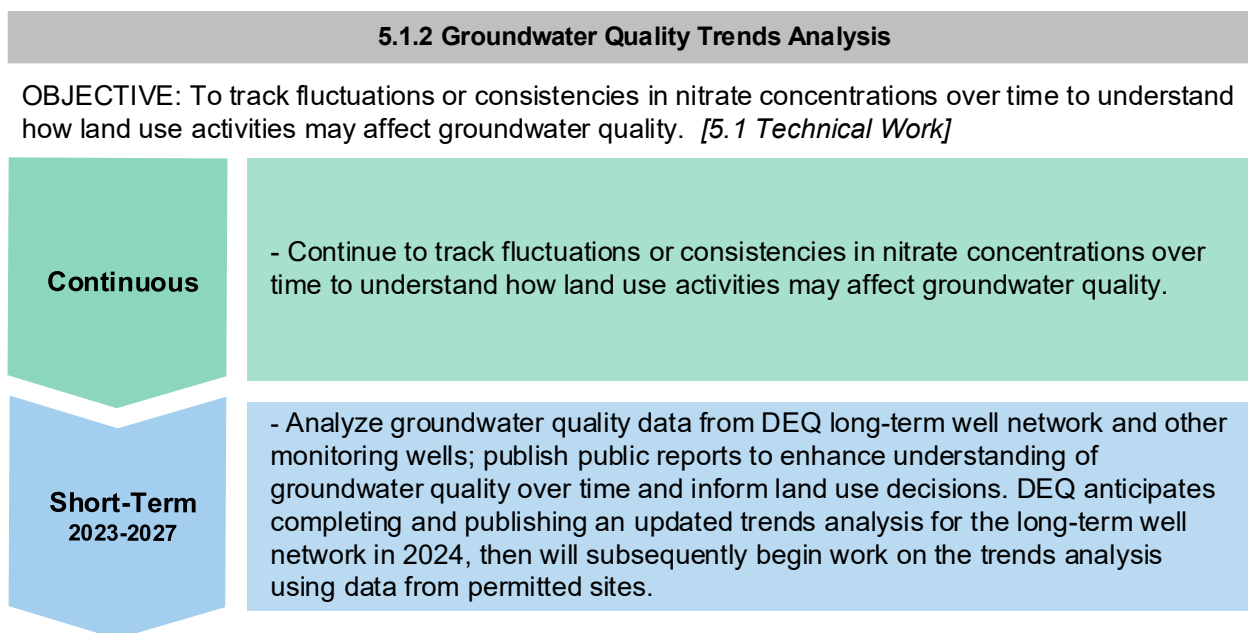 5.1.2 Groundwater Quality Trends Analysis
OBJECTIVE: To track fluctuations or consistencies in nitrate concentrations over time to understand
how land use activities may affect groundwater quality.  [5.1 Technical Work]
Continuous
- Continue to track fluctuations or consistencies in nitrate concentrations over
time to understand how land use activities may affect groundwater quality.
Short-Term
2023-2027
- Analyze groundwater quality data from DEQ long-term well network and other
monitoring wells; publish public reports to enhance understanding of
groundwater quality over time and inform land use decisions. DEQ anticipates
completing and publishing an updated trends analysis for the long-term well
network in 2024, then will subsequently begin work on the trends analysis
using data from permitted sites.